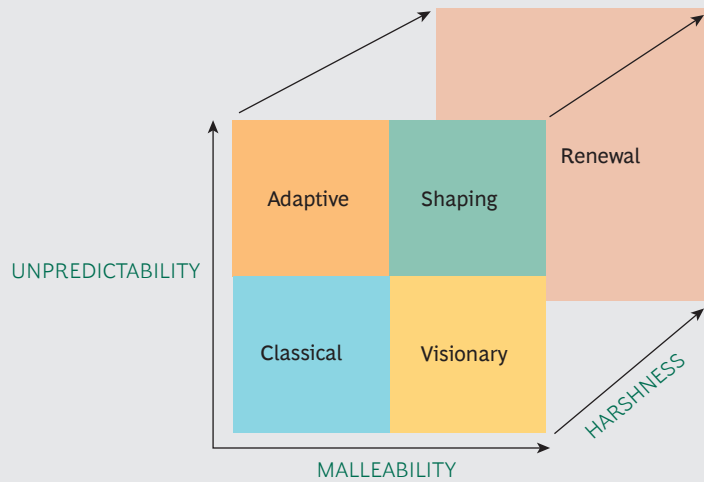 Renewal
Adaptive
Shaping
UNPREDICTABILITY
Classical
Visionary
HARSHNESS
MALLEABILITY